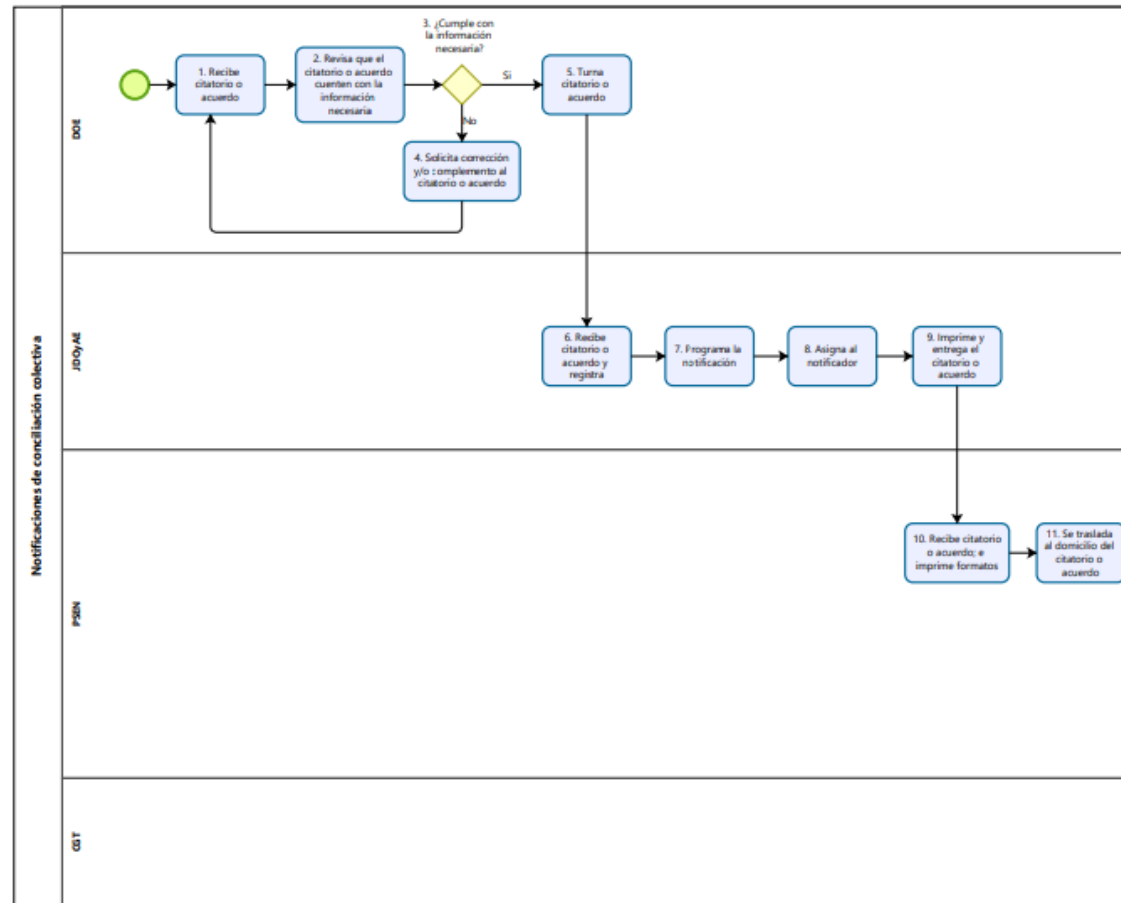 Notificaciones de conciliación colectiva
DOE
3. ¿Cumple con
la información
necesaria?
1. Recibe
citatorio o
acuerdo
2. Revisa que el
citatorio o acuerdo
cuenten con la
información
necesaria
Si
5. Turna
citatorio o
acuerdo
No
4. Solicita corrección
y/o complemento al
citatorio o acuerdo
JDOyAE
6. Recibe
citatorio o
acuerdo y
registra
7. Programa la
notificación
8. Asigna al
notificador
9. Imprime y
entrega el
citatorio o
acuerdo
PSEN
10. Recibe citatorio
o acuerdo; e
imprime formatos
11. Se traslada
al domicilio del
citatorio o
acuerdo
CGT